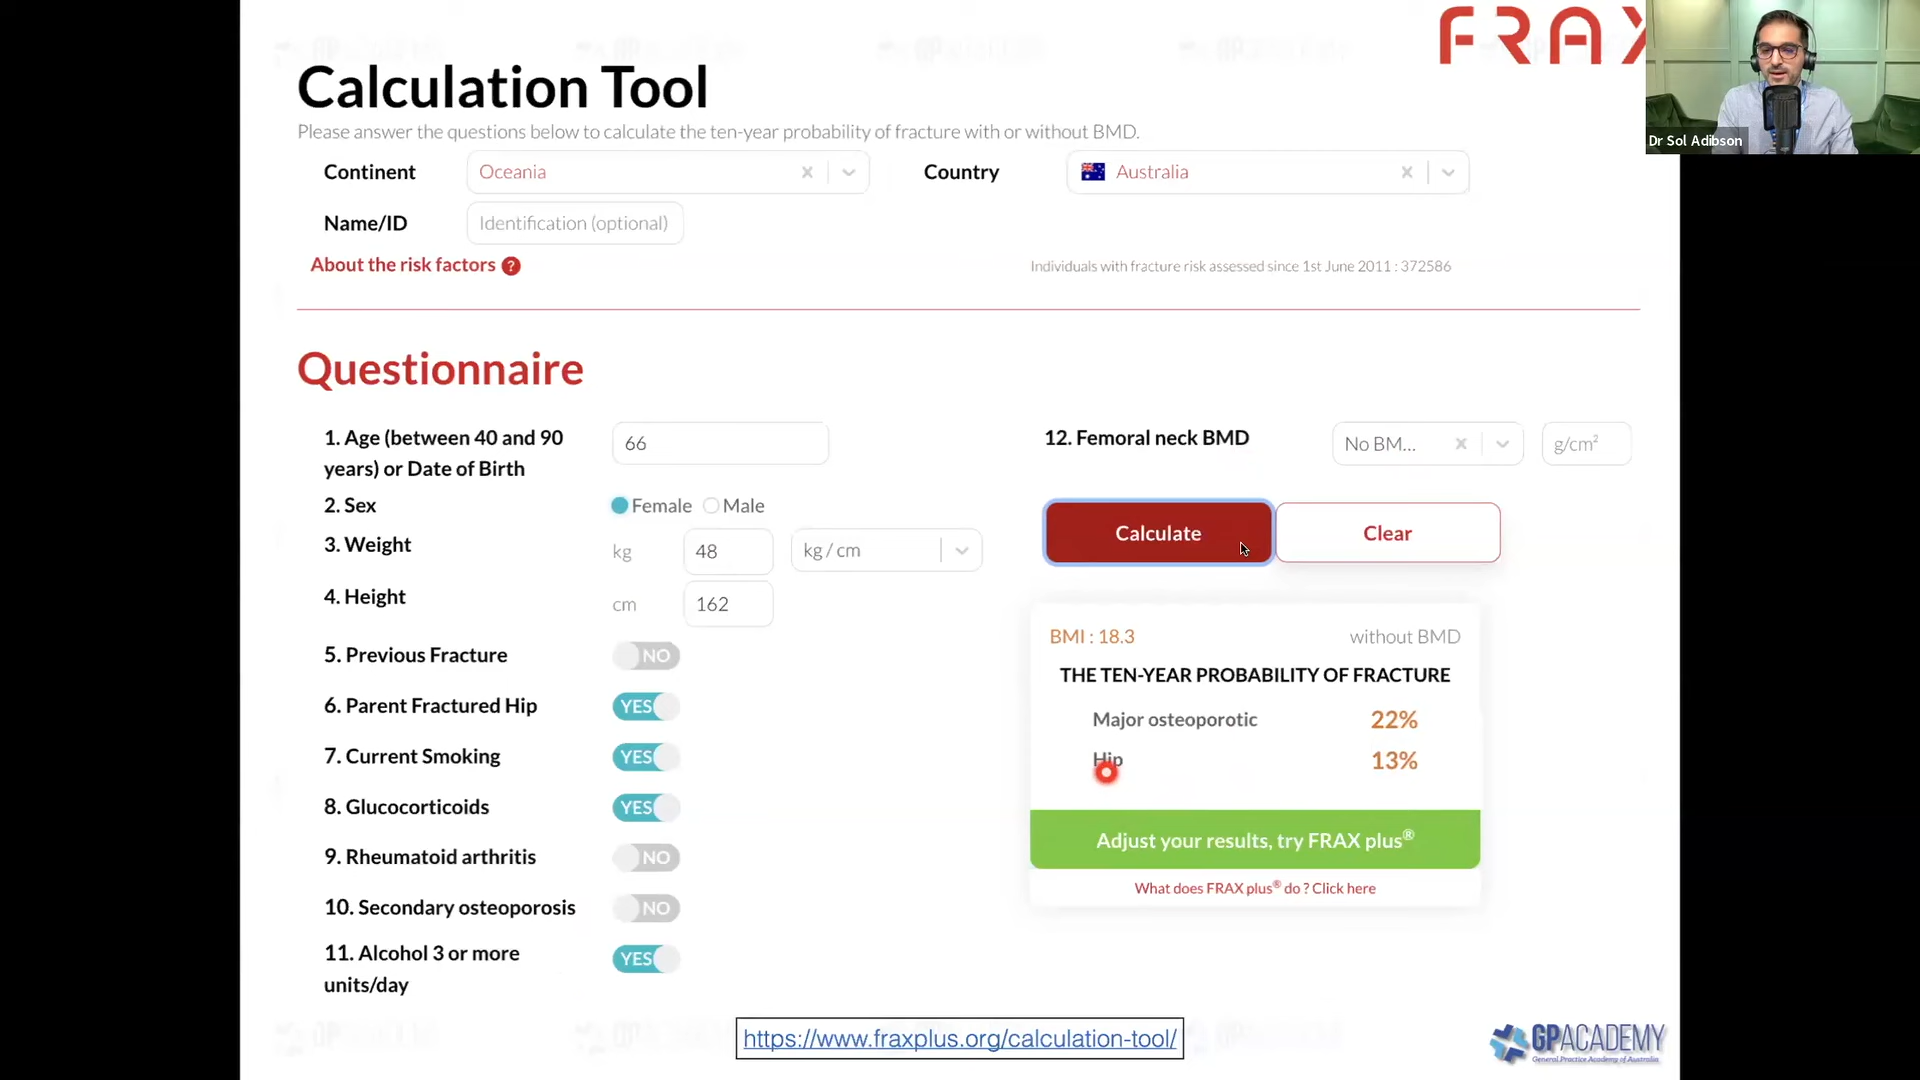 FRAX
Calculation Tool
Please answer the questions below to calculate the ten-year probability of fracture with or without BMD.
Continent Oceania Country Australia
Name/ID Identification (optional)
About the risk factors ? Individuals with fracture risk assessed since 1st June 2011 : 372586
Dr Sol Adibson
Questionnaire
1. Age (between 40 and 90
years) or Date of Birth
66
2. Sex Female Male
3. Weight kg 48 kg / cm
4. Height cm 162
5. Previous Fracture NO
6. Parent Fractured Hip YES
7. Current Smoking YES
8. Glucocorticoids YES
9. Rheumatoid arthritis NO
10. Secondary osteoporosis NO
11. Alcohol 3 or more
units/day
YES
12. Femoral neck BMD No BM... g/cm²
Calculate Clear
BMI : 18.3 without BMD
THE TEN-YEAR PROBABILITY OF FRACTURE
Major osteoporotic 22%
Hip 13%
Adjust your results, try FRAX plus®
What does FRAX plus® do ? Click here
https://www.fraxplus.org/calculation-tool/
GPACADEMY
General Practice Academy of Australia